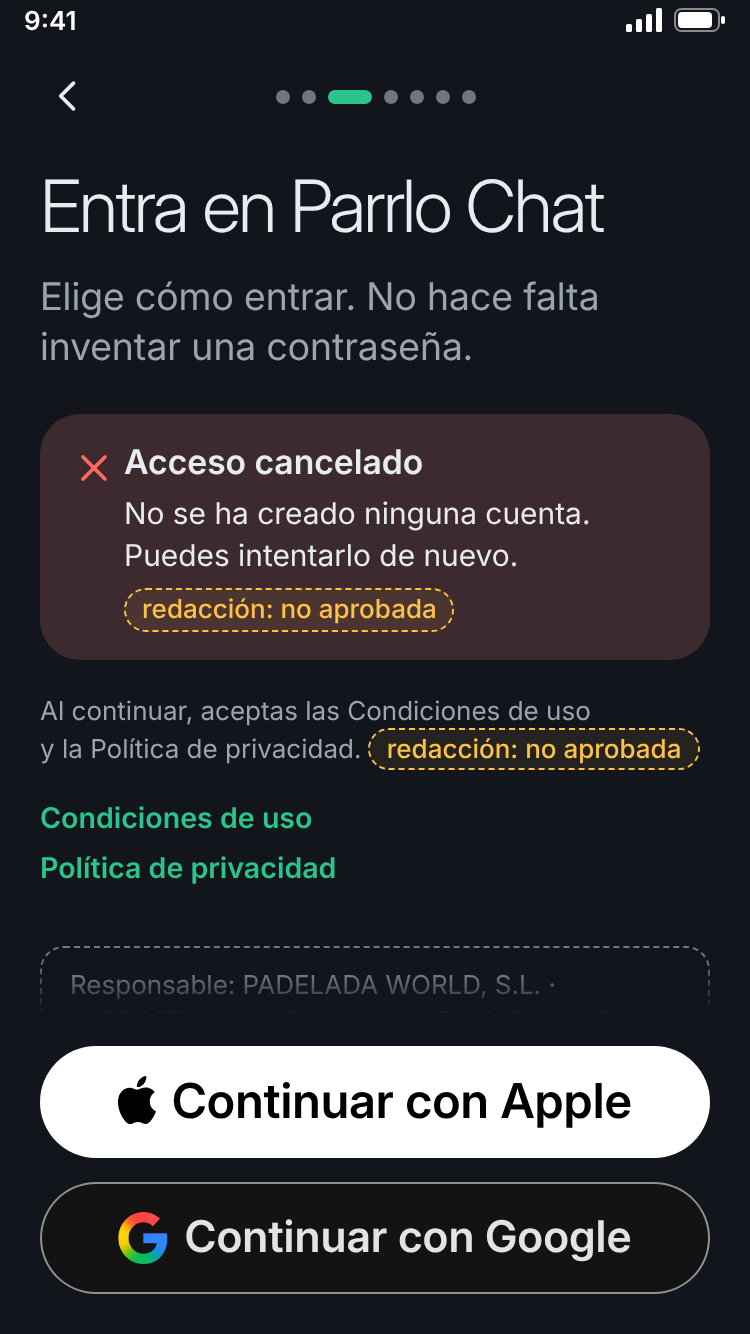 9:41
Entra en Parrlo Chat
Elige cómo entrar. No hace falta
inventar una contraseña.
Acceso cancelado
No se ha creado ninguna cuenta.
Puedes intentarlo de nuevo.
redacción: no aprobada
Al continuar, aceptas las Condiciones de uso
y la Política de privacidad. redacción: no aprobada
Condiciones de uso
Política de privacidad
Responsable: PADELADA WORLD, S.L. ·
Continuar con Apple
Continuar con Google